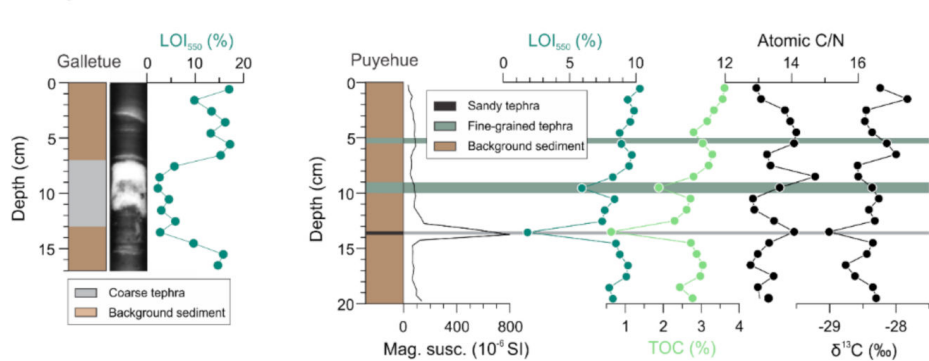 LOI550 (%)
Galletue
0 10 20
0
5
10
15
Depth (cm)
Coarse tephra
Background sediment
Puyehue
LOI550 (%)
0 2 4 6 8 10
12 14 16
Atomic C/N
Sandy tephra
Fine-grained tephra
Background sediment
0
5
10
15
20
Depth (cm)
0 400 800
Mag. susc. (10-6 SI)
1 2 3 4
TOC (%)
-29 -28
δ13C (‰)